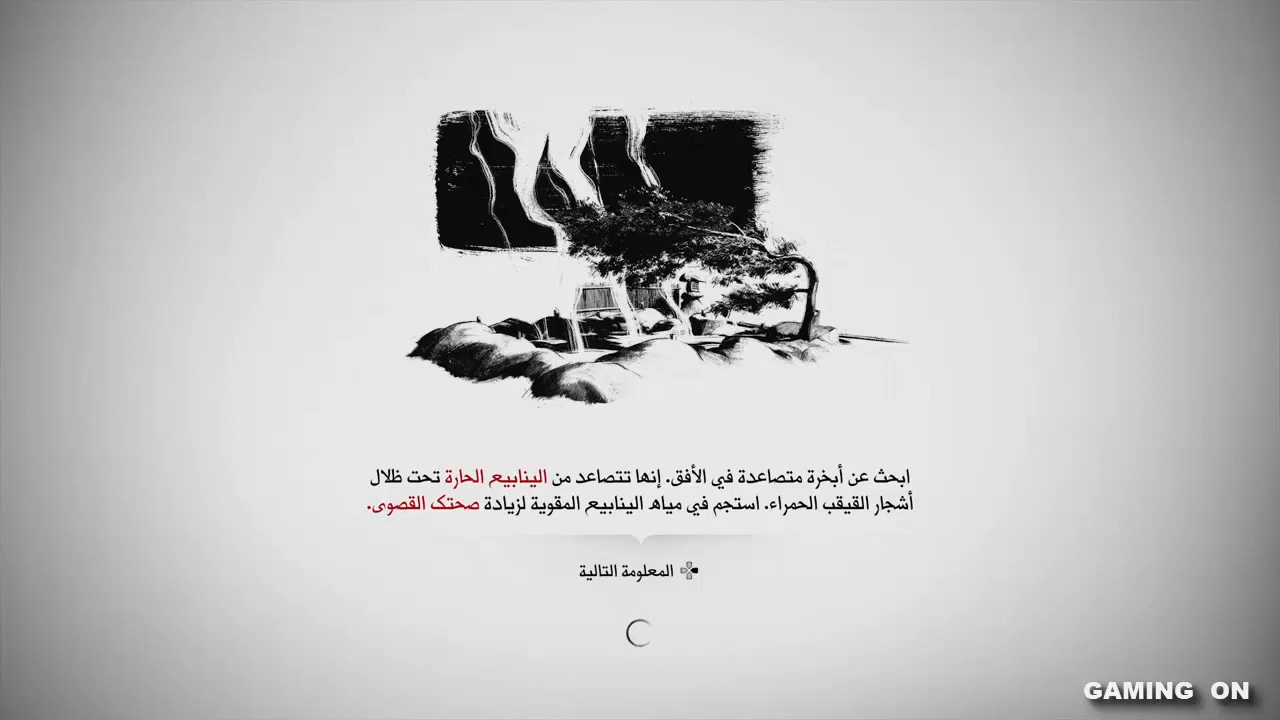 ابحث عن أبخرة متصاعدة في الأفق. إنها تتصاعد من الينابيع الحارة تحت ظلال
أشجار القيقب الحمراء. استجم في مياه الينابيع المقوية لزيادة صحتك القصوى.
المعلومة التالية
GAMING ON